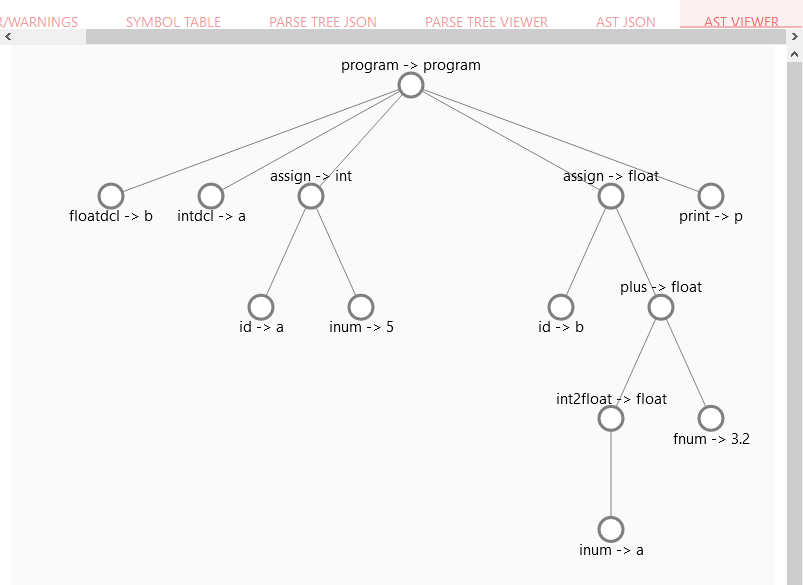 R/WARNINGS SYMBOL TABLE PARSE TREE JSON PARSE TREE VIEWER AST JSON AST VIEWER
program -> program
assign -> int assign -> float
floatdcl -> b intdcl -> a print -> p
plus -> float
id -> a inum -> 5 id -> b
int2float -> float
fnum -> 3.2
inum -> a